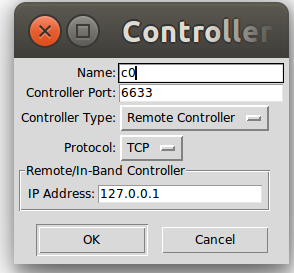 Controller
Name: c0
Controller Port: 6633
Controller Type: Remote Controller
Protocol: TCP
Remote/In-Band Controller
IP Address: 127.0.0.1
OK Cancel